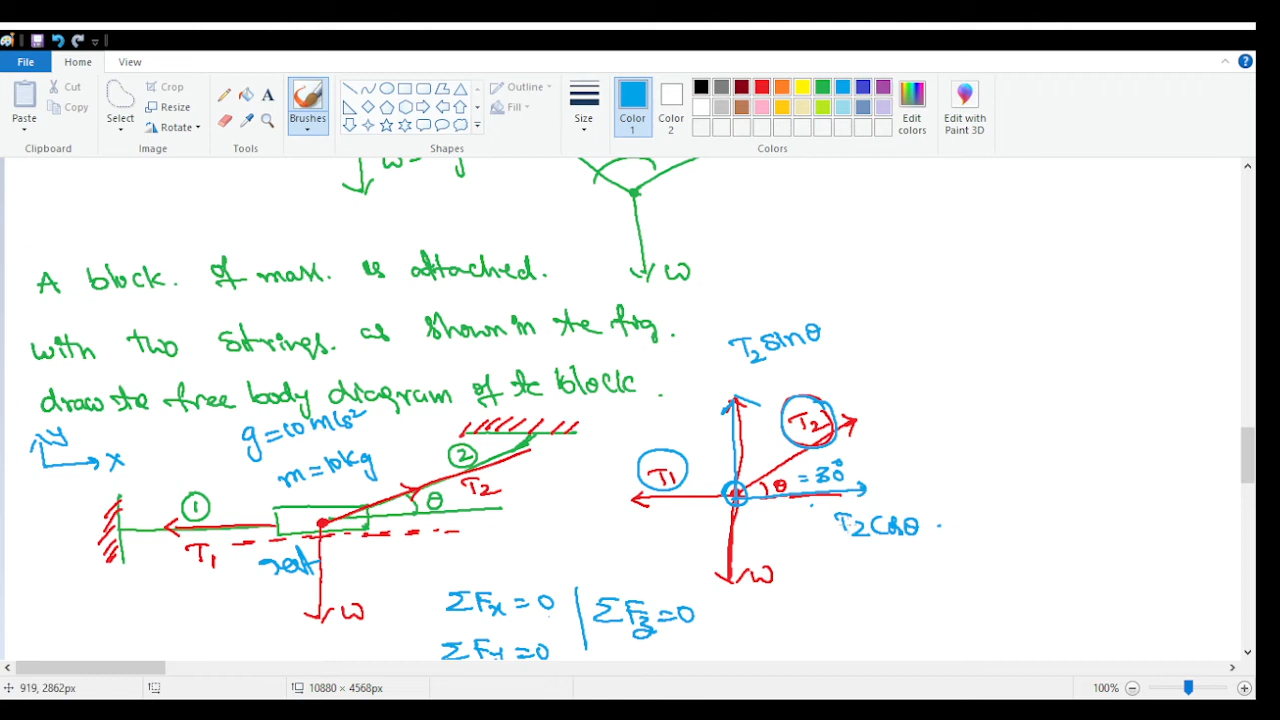 File
Home
View
Paste
Cut
Copy
Clipboard
Select
Crop
Resize
Rotate
Image
A
Tools
Brushes
Outline
Fill
Shapes
Size
Color 1
Color 2
Colors
Edit colors
Edit with Paint 3D
W
A block. of mass. is attached.
with two strings. as shown in the fig.
draw the free body diagram of the block.
T2 sinθ
Y
X
g=10m/s²
m=10kg
1
T1
2
T2
θ
rest
W
T1
T2
θ = 30°
T2 cosθ
W
ΣFx = 0
ΣFz = 0
ΣFy = 0
919, 2862px
10880 × 4568px
100%